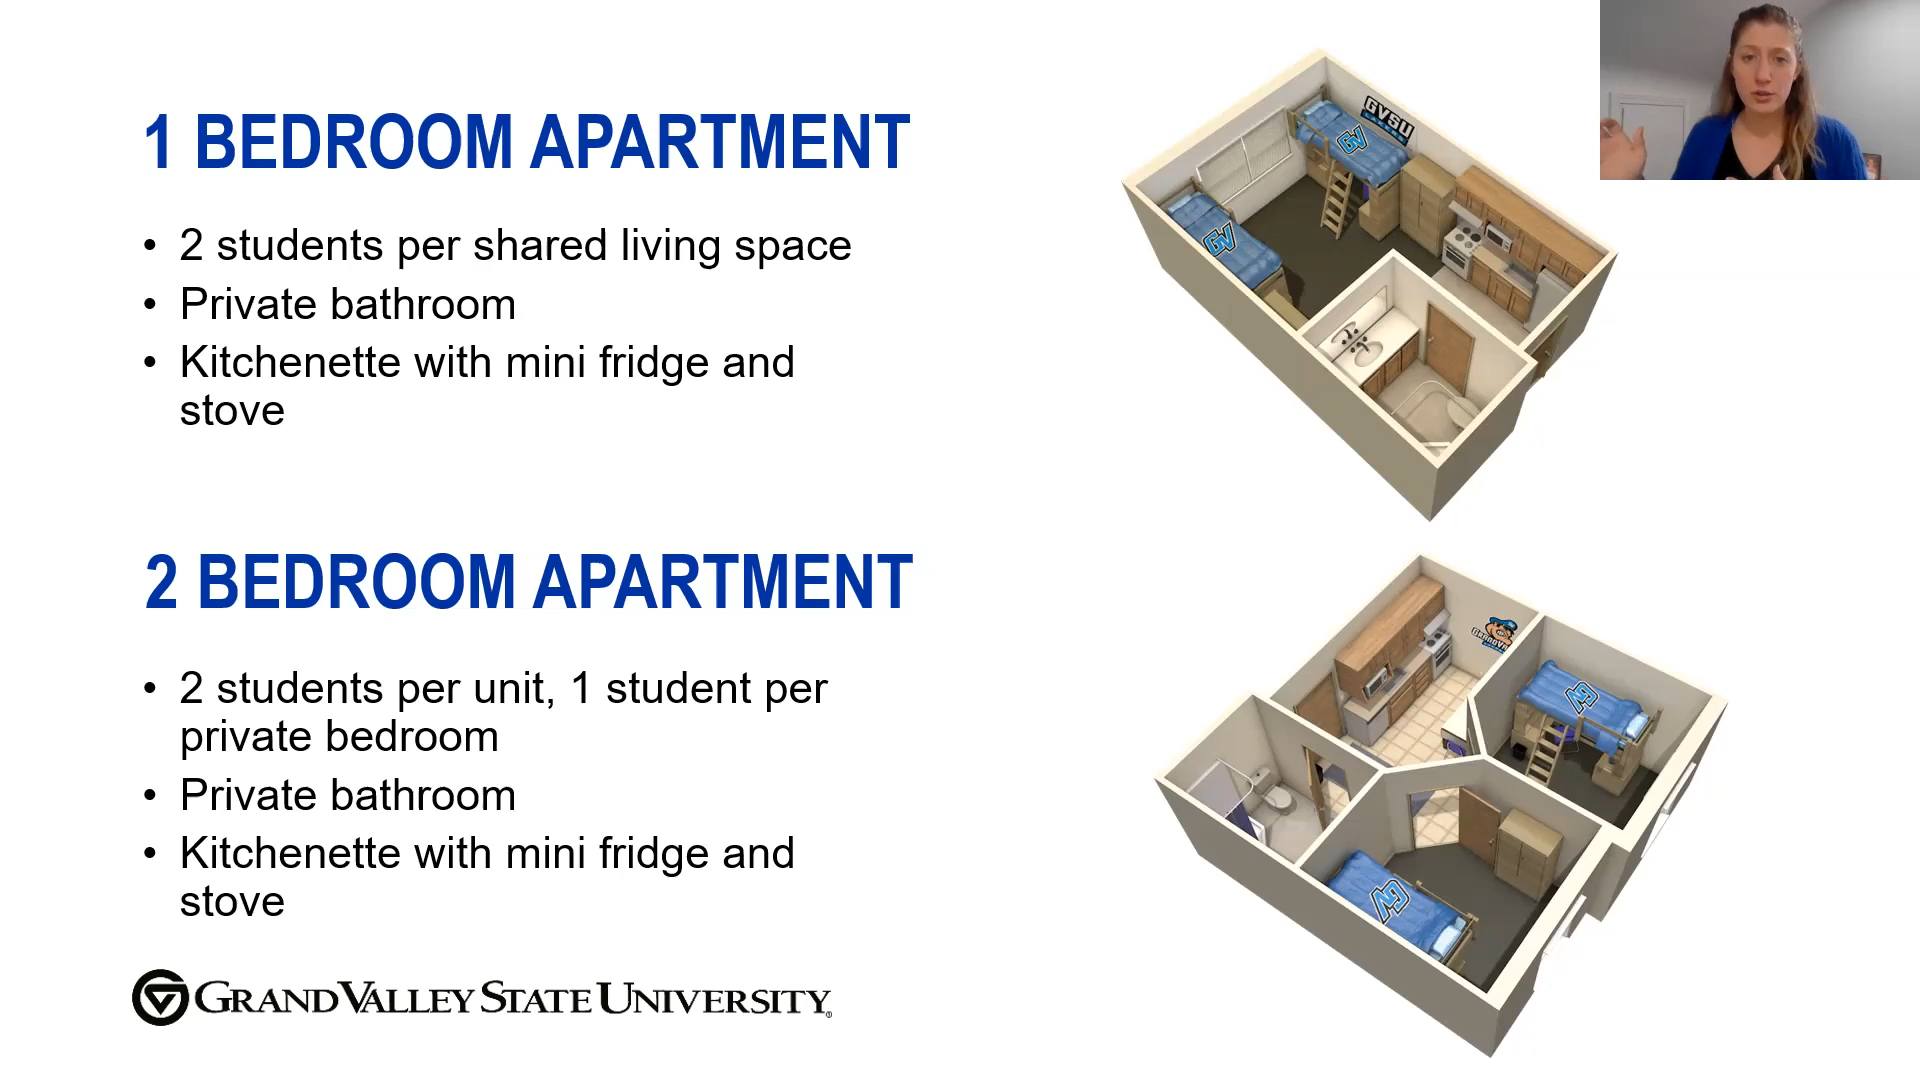 1 BEDROOM APARTMENT
• 2 students per shared living space
• Private bathroom
• Kitchenette with mini fridge and
stove
GVSU
GV
GV
2 BEDROOM APARTMENT
• 2 students per unit, 1 student per
private bedroom
• Private bathroom
• Kitchenette with mini fridge and
stove
GV
GV
GRAND VALLEY STATE UNIVERSITY